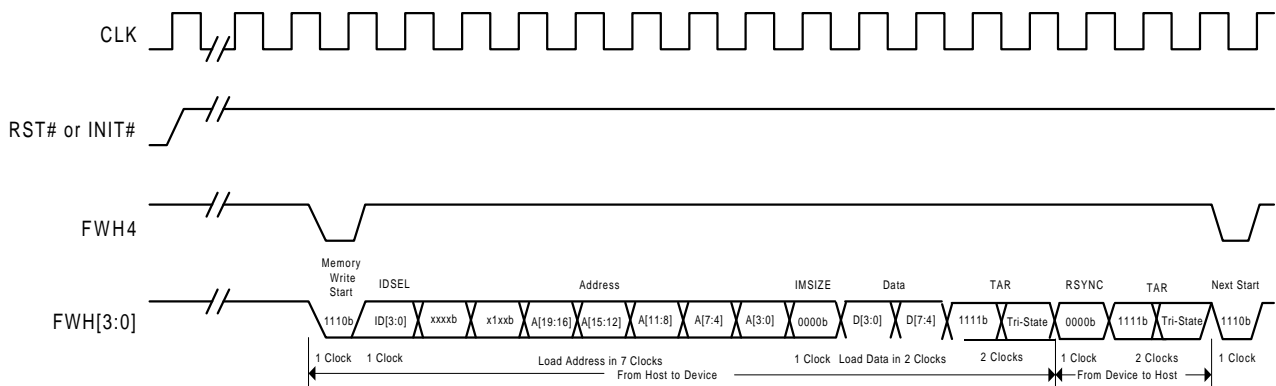 CLK
RST# or INIT#
FWH4
Memory
Write
Start
IDSEL
Address
IMSIZE
Data
TAR
RSYNC
TAR
Next Start
FWH[3:0]
1110b
ID[3:0]
xxxxb
x1xxb
A[19:16]
A[15:12]
A[11:8]
A[7:4]
A[3:0]
0000b
D[3:0]
D[7:4]
1111b
Tri-State
0000b
1111b
Tri-State
1110b
1 Clock
1 Clock
Load Address in 7 Clocks
1 Clock
Load Data in 2 Clocks
2 Clocks
1 Clock
2 Clocks
1 Clock
From Host to Device
From Device to Host